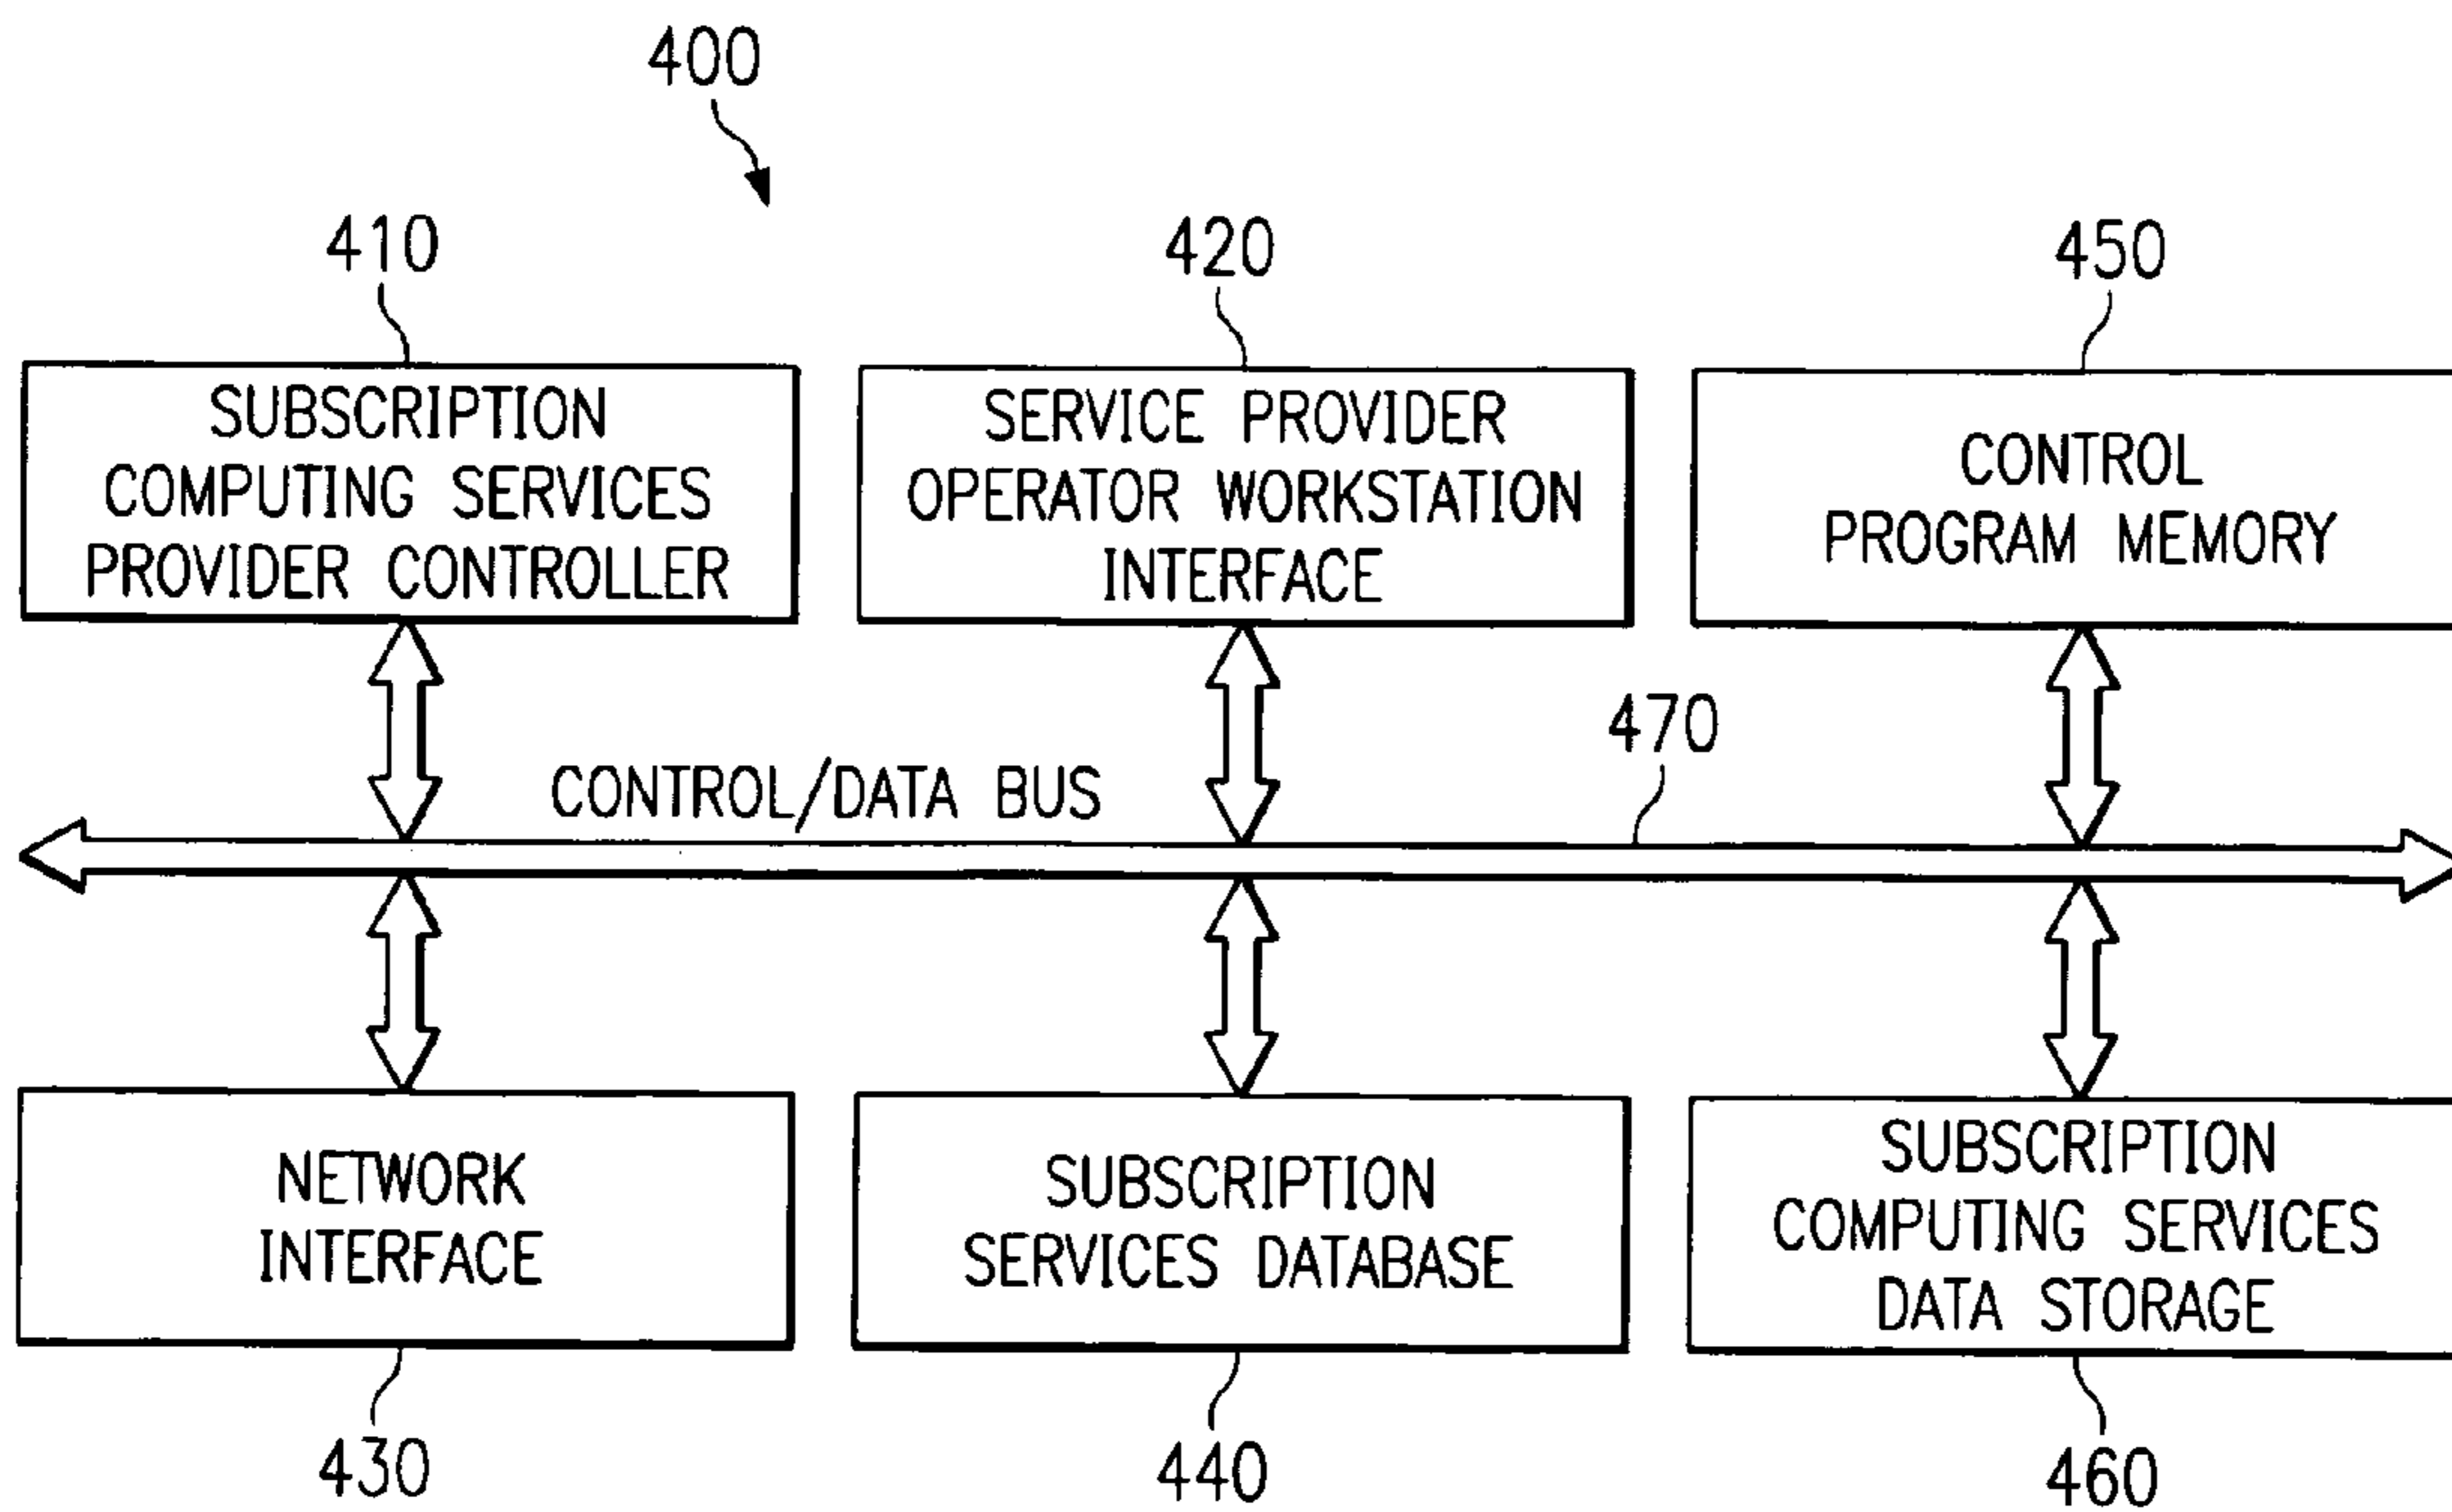 400
410
420
450
SUBSCRIPTION
COMPUTING SERVICES
PROVIDER CONTROLLER
SERVICE PROVIDER
OPERATOR WORKSTATION
INTERFACE
CONTROL
PROGRAM MEMORY
470
CONTROL/DATA BUS
NETWORK
INTERFACE
SUBSCRIPTION
SERVICES DATABASE
SUBSCRIPTION
COMPUTING SERVICES
DATA STORAGE
430
440
460